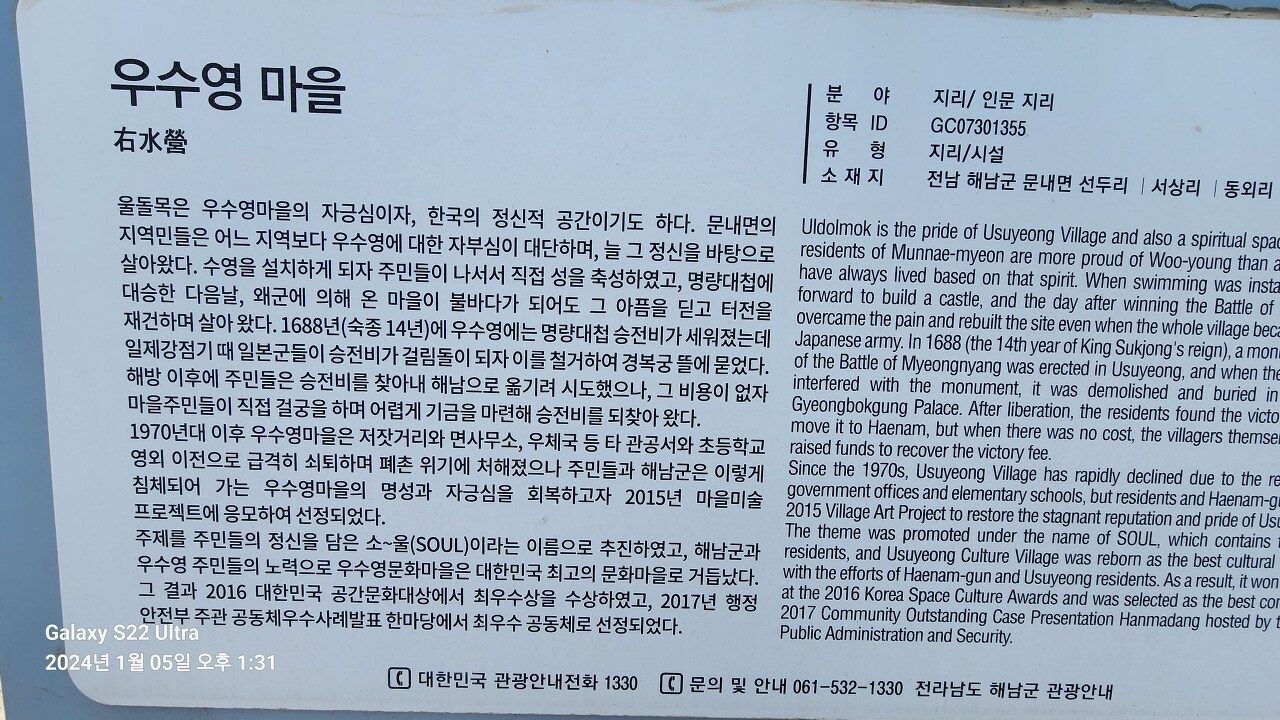 우수영 마을
右水營
분 야 지리/ 인문 지리
항목 ID GC07301355
유 형 지리/시설
소 재 지 전남 해남군 문내면 선두리 | 서상리 | 동외리
울돌목은 우수영마을의 자긍심이자, 한국의 정신적 공간이기도 하다. 문내면의
지역민들은 어느 지역보다 우수영에 대한 자부심이 대단하며, 늘 그 정신을 바탕으로
살아왔다. 수영을 설치하게 되자 주민들이 나서서 직접 성을 축성하였고, 명량대첩에
대승한 다음날, 왜군에 의해 온 마을이 불바다가 되어도 그 아픔을 딛고 터전을
재건하며 살아 왔다. 1688년(숙종 14년)에 우수영에는 명량대첩 승전비가 세워졌는데
일제강점기 때 일본군들이 승전비가 걸림돌이 되자 이를 철거하여 경복궁 뜰에 묻었다.
해방 이후에 주민들은 승전비를 찾아내 해남으로 옮기려 시도했으나, 그 비용이 없자
마을주민들이 직접 걸궁을 하며 어렵게 기금을 마련해 승전비를 되찾아 왔다.
1970년대 이후 우수영마을은 저잣거리와 면사무소, 우체국 등 타 관공서와 초등학교
영외 이전으로 급격히 쇠퇴하며 폐촌 위기에 처해졌으나 주민들과 해남군은 이렇게
침체되어 가는 우수영마을의 명성과 자긍심을 회복하고자 2015년 마을미술
프로젝트에 응모하여 선정되었다.
주제를 주민들의 정신을 담은 소~울(SOUL)이라는 이름으로 추진하였고, 해남군과
우수영 주민들의 노력으로 우수영문화마을은 대한민국 최고의 문화마을로 거듭났다.
그 결과 2016 대한민국 공간문화대상에서 최우수상을 수상하였고, 2017년 행정
안전부 주관 공동체우수사례발표 한마당에서 최우수 공동체로 선정되었다.
Uldolmok is the pride of Usuyeong Village and also a spiritual
residents of Munnae-myeon are more proud of Woo-young than
have always lived based on that spirit. When swimming was
forward to build a castle, and the day after winning the Battle of
overcame the pain and rebuilt the site even when the whole village
Japanese army. In 1688 (the 14th year of King Sukjong's reign), a
of the Battle of Myeongnyang was erected in Usuyeong, and when
interfered with the monument, it was demolished and buried in
Gyeongbokgung Palace. After liberation, the residents found the
move it to Haenam, but when there was no cost, the villagers
raised funds to recover the victory fee.
Since the 1970s, Usuyeong Village has rapidly declined due to the
government offices and elementary schools, but residents and
2015 Village Art Project to restore the stagnant reputation and pride of
The theme was promoted under the name of SOUL, which contains
residents, and Usuyeong Culture Village was reborn as the best cultural
with the efforts of Haenam-gun and Usuyeong residents. As a result, it won
at the 2016 Korea Space Culture Awards and was selected as the best
2017 Community Outstanding Case Presentation Hanmadang hosted by
Public Administration and Security.
대한민국 관광안내전화 1330 문의 및 안내 061-532-1330 전라남도 해남군 관광안내
Galaxy S22 Ultra
2024년 1월 05일 오후 1:31